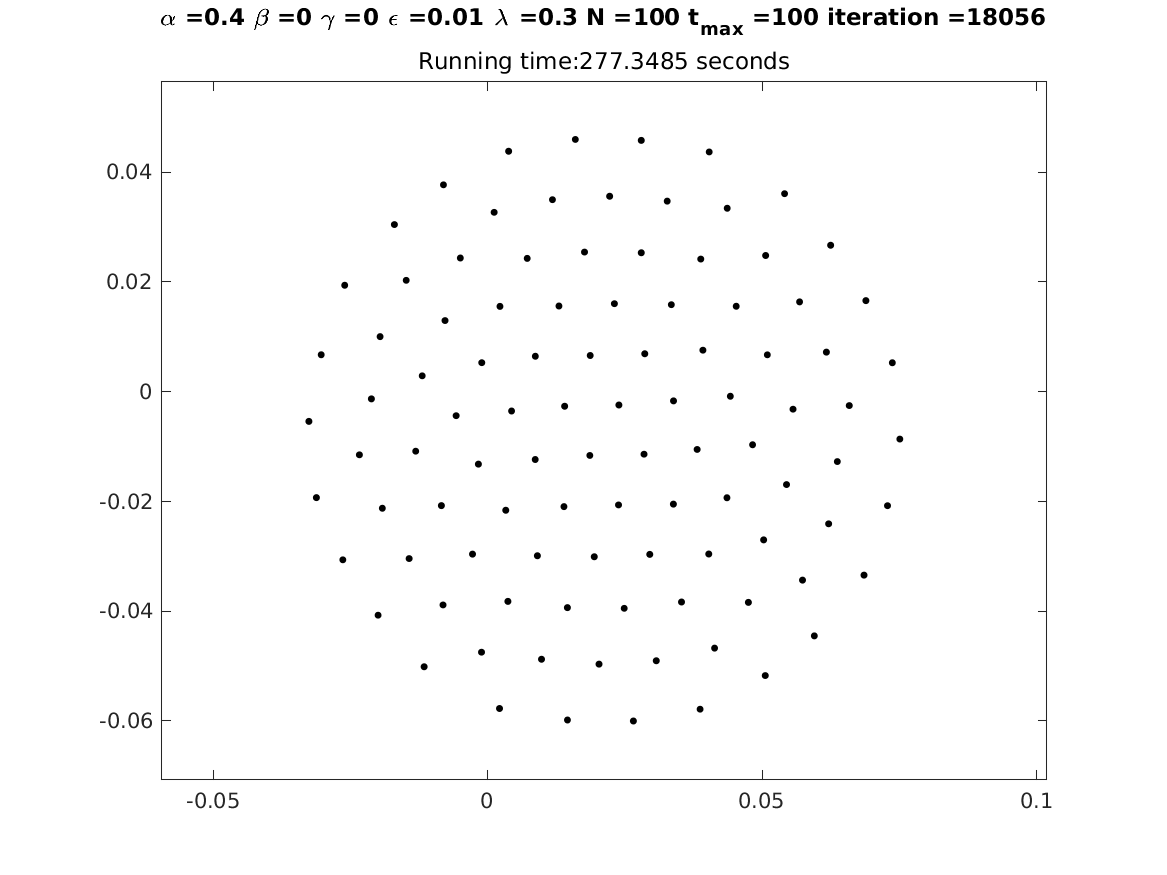 α =0.4 β =0 γ =0 ϵ =0.01 λ =0.3 N =100 t_max =100 iteration =18056
Running time:277.3485 seconds
0.04
0.02
0
-0.02
-0.04
-0.06
-0.05 0 0.05 0.1